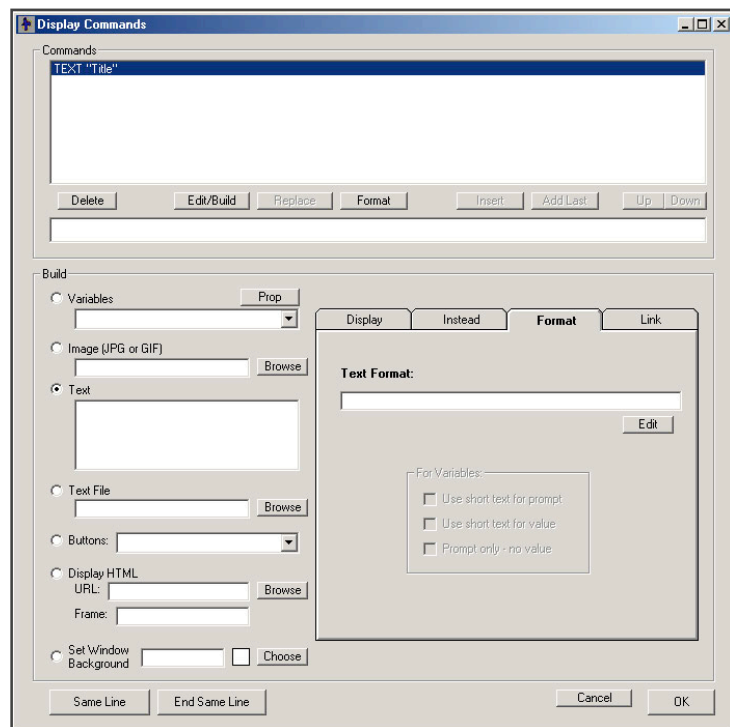 Display Commands
Commands
TEXT "Title"
Delete Edit/Build Replace Format Insert Add Last Up Down
Build
Variables Prop
Image (JPG or GIF)
Browse
Text
Text File
Browse
Buttons:
Display HTML
URL: Browse
Frame:
Set Window
Background Choose
Display Instead Format Link
Text Format:
Edit
For Variables:
Use short text for prompt
Use short text for value
Prompt only - no value
Same Line End Same Line Cancel OK